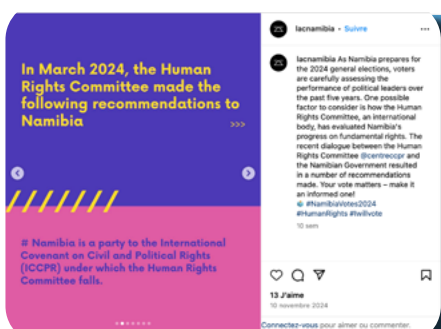 In March 2024, the Human
Rights Committee made the
following recommendations to
Namibia
>>>
# Namibia is a party to the International
Covenant on Civil and Political Rights
(ICCPR) under which the Human Rights
Committee falls.
lacnamibia • Suivre
lacnamibia As Namibia prepares for
the 2024 general elections, voters
are carefully assessing the
performance of political leaders over
the past five years. One possible
factor to consider is how the Human
Rights Committee, an international
body, has evaluated Namibia's
progress on fundamental rights. The
recent dialogue between the Human
Rights Committee @centreccpr and
the Namibian Government resulted
in a number of recommendations
made. Your vote matters – make it
an informed one!
#NamibiaVotes2024
#HumanRights #Iwillvote
10 sem
13 J'aime
10 novembre 2024
Connectez-vous pour aimer ou commenter.